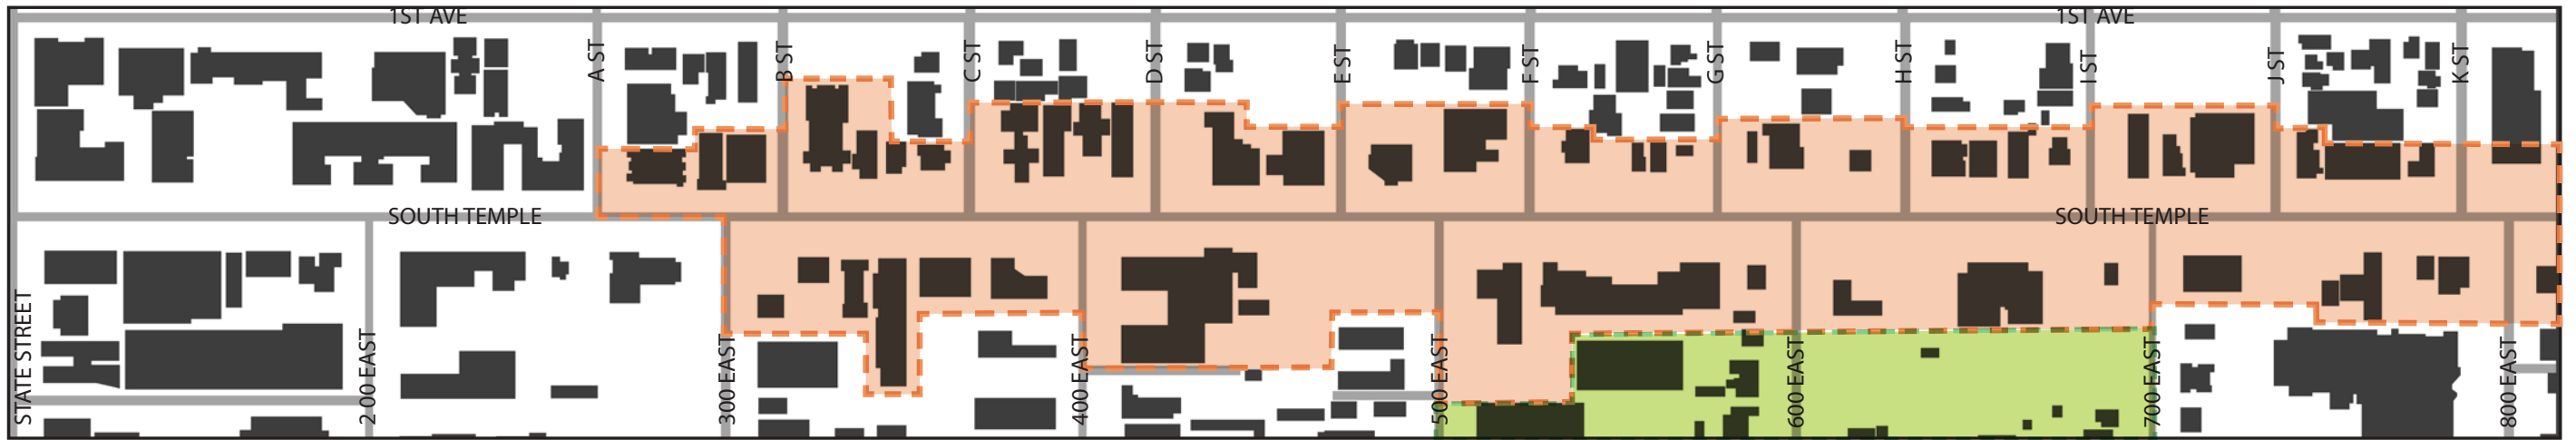 1ST AVE
1ST AVE
A ST
B ST
C ST
D ST
E ST
F ST
G ST
H ST
I ST
J ST
K ST
SOUTH TEMPLE
SOUTH TEMPLE
STATE STREET
200 EAST
300 EAST
400 EAST
500 EAST
600 EAST
700 EAST
800 EAST